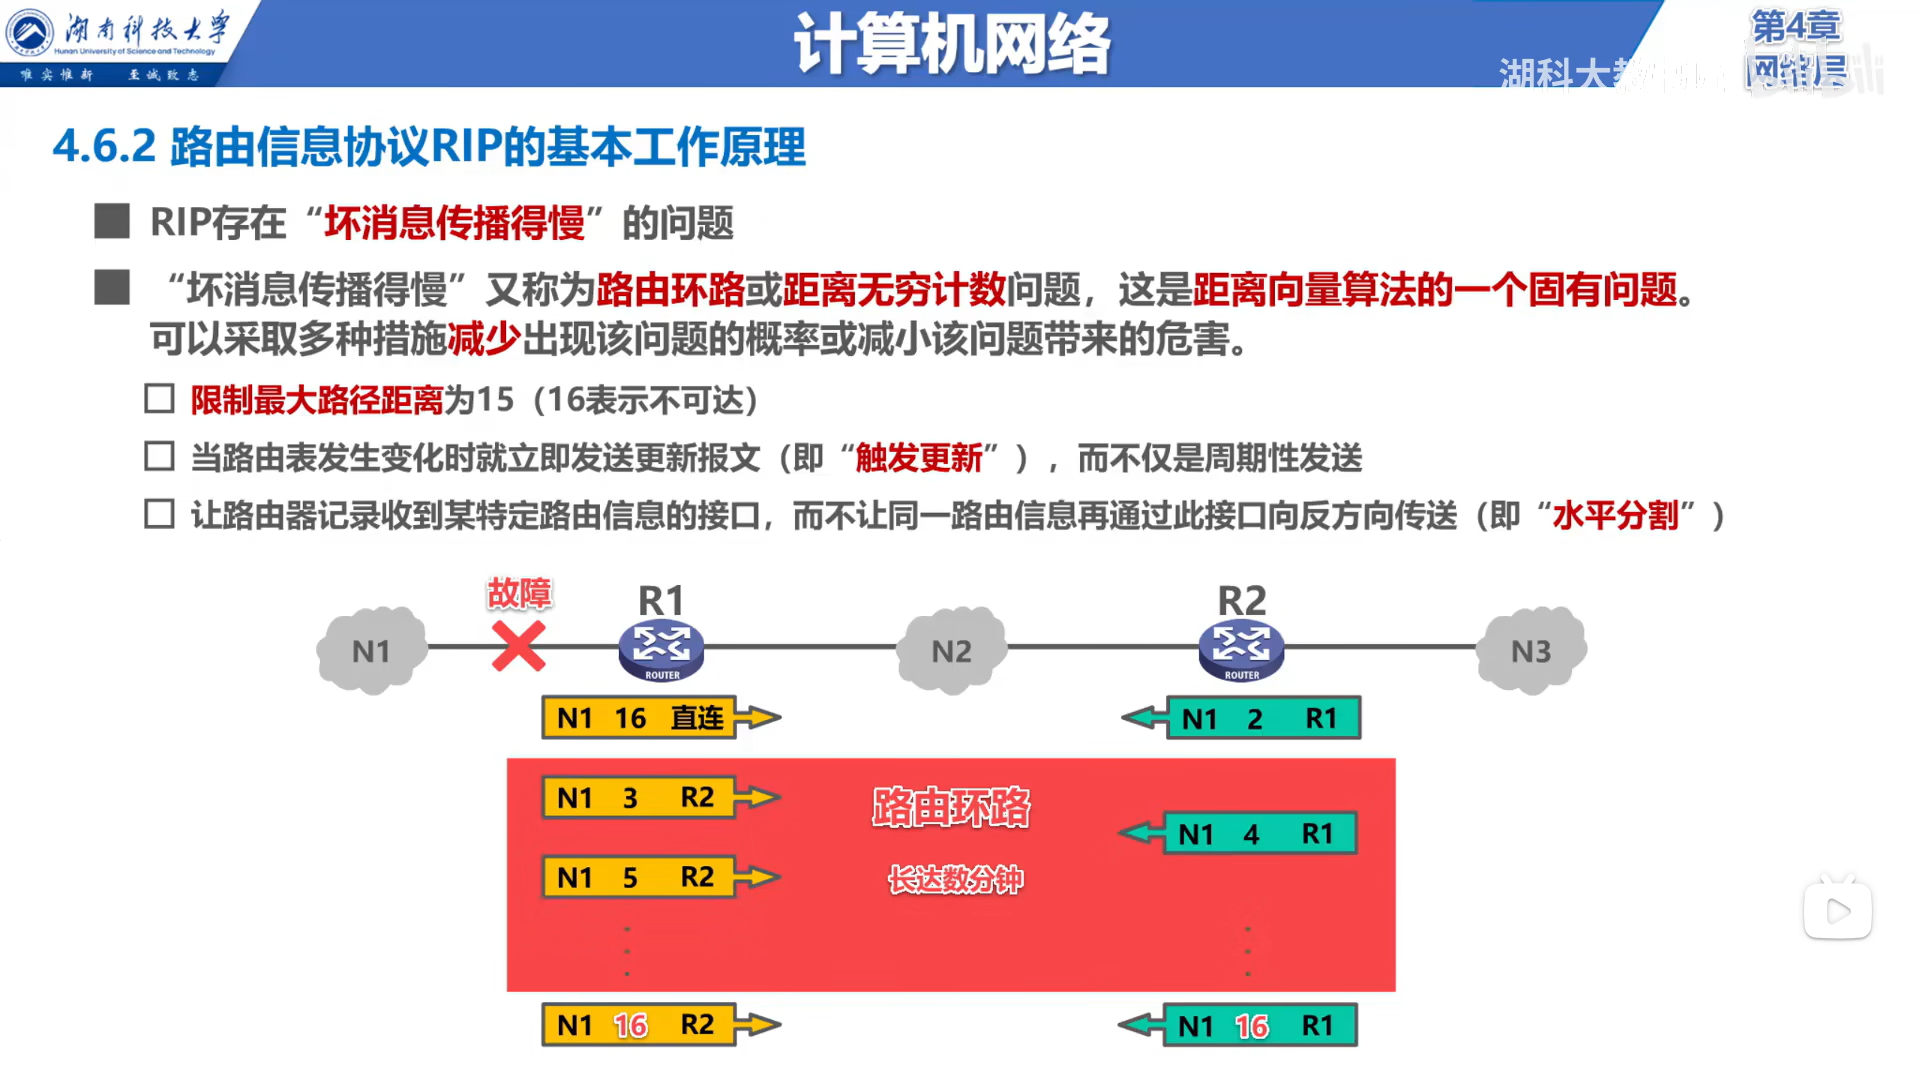 湖南科技大学
Hunan University of Science and Technology
唯实惟新 至诚致志
计算机网络
第4章
网络层
湖科大教书匠
4.6.2 路由信息协议RIP的基本工作原理
RIP存在“坏消息传播得慢”的问题
“坏消息传播得慢”又称为路由环路或距离无穷计数问题，这是距离向量算法的一个固有问题。
可以采取多种措施减少出现该问题的概率或减小该问题带来的危害。
限制最大路径距离为15（16表示不可达）
当路由表发生变化时就立即发送更新报文（即“触发更新”），而不仅是周期性发送
让路由器记录收到某特定路由信息的接口，而不让同一路由信息再通过此接口向反方向传送（即“水平分割”）
故障 R1 R2
N1 N2 N3
ROUTER ROUTER
N1 16 直连 N1 2 R1
N1 3 R2 路由环路
N1 4 R1
N1 5 R2 长达数分钟
N1 16 R2 N1 16 R1